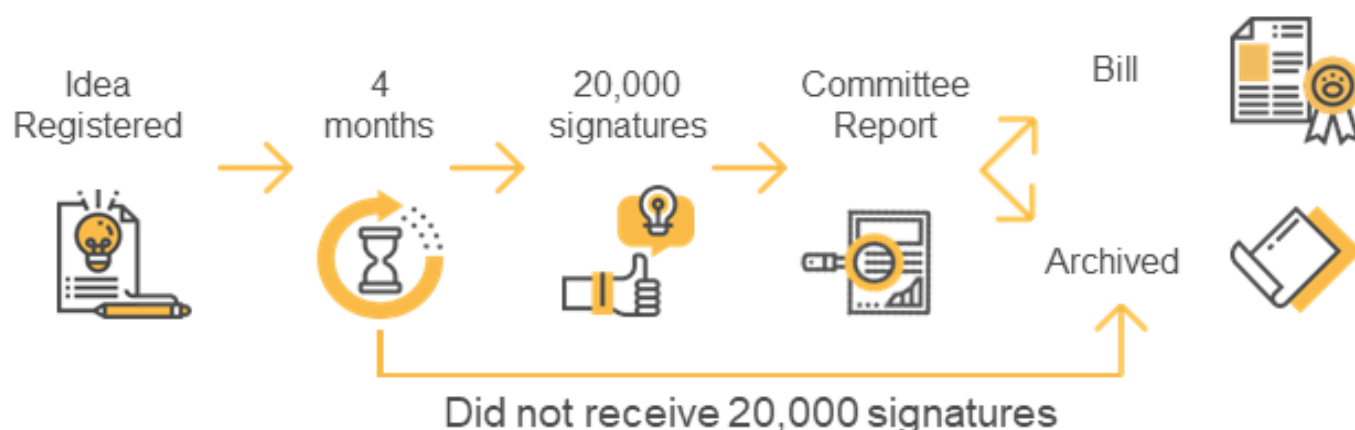 Idea
Registered
4
months
20,000
signatures
Committee
Report
Bill
Archived
Did not receive 20,000 signatures